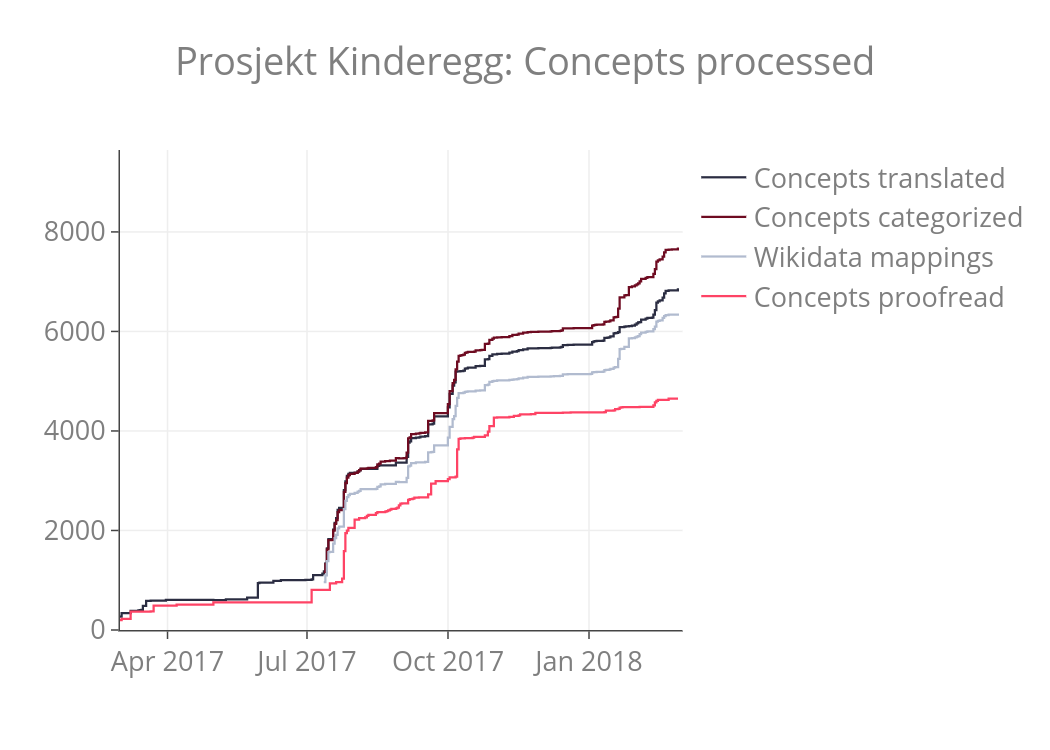 Prosjekt Kinderegg: Concepts processed
Concepts translated
Concepts categorized
Wikidata mappings
Concepts proofread
8000
6000
4000
2000
0
Apr 2017
Jul 2017
Oct 2017
Jan 2018